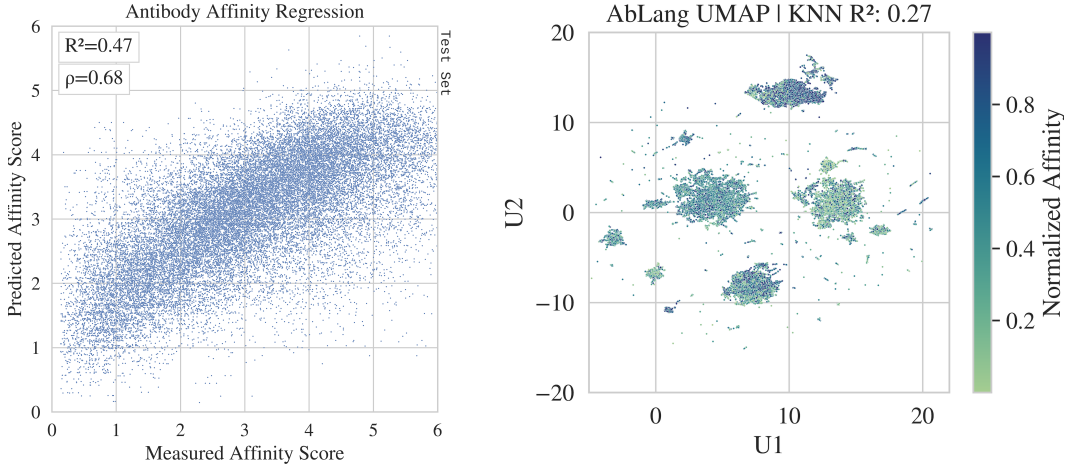 Antibody Affinity Regression
R²=0.47
ρ=0.68
Test Set
Predicted Affinity Score
6
5
4
3
2
1
0
0 1 2 3 4 5 6
Measured Affinity Score
AbLang UMAP | KNN R²: 0.27
U2
20
10
0
−10
−20
0 10 20
U1
0.8
0.6
0.4
0.2
Normalized Affinity